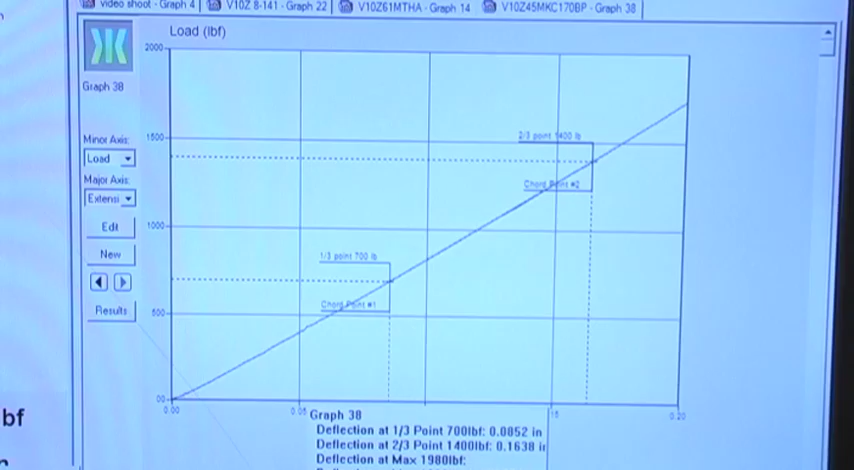 video shoot - Graph 4
V10Z 8-141 - Graph 22
V10Z61MTHA - Graph 14
V10Z45MKC170BP - Graph 38
Load (lbf)
2000
Graph 38
Minor Axis:
1500
2/3 point 1400 lb
Load
Major Axis:
Chord Point #2
Extensi
Edit
1000
New
1/3 point 700 lb
Chord Point #1
Results
500
00
0.00
0.05
15
0.20
Graph 38
bf
Deflection at 1/3 Point 700lbf: 0.0852 in
Deflection at 2/3 Point 1400lbf: 0.1638 in
Deflection at Max 1980lbf: